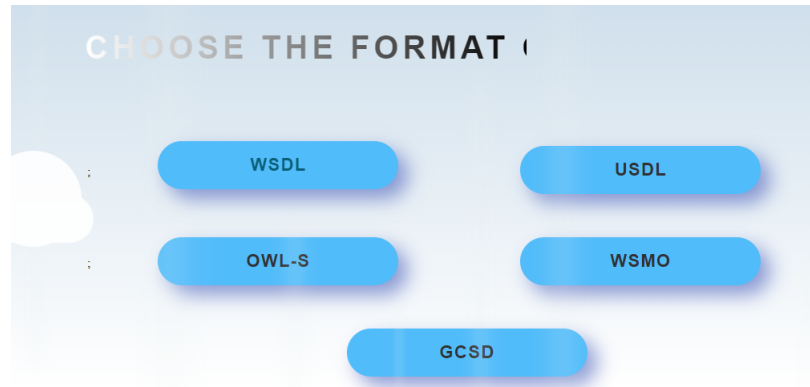 CHOOSE THE FORMAT
; WSDL USDL
; OWL-S WSMO
GCSD